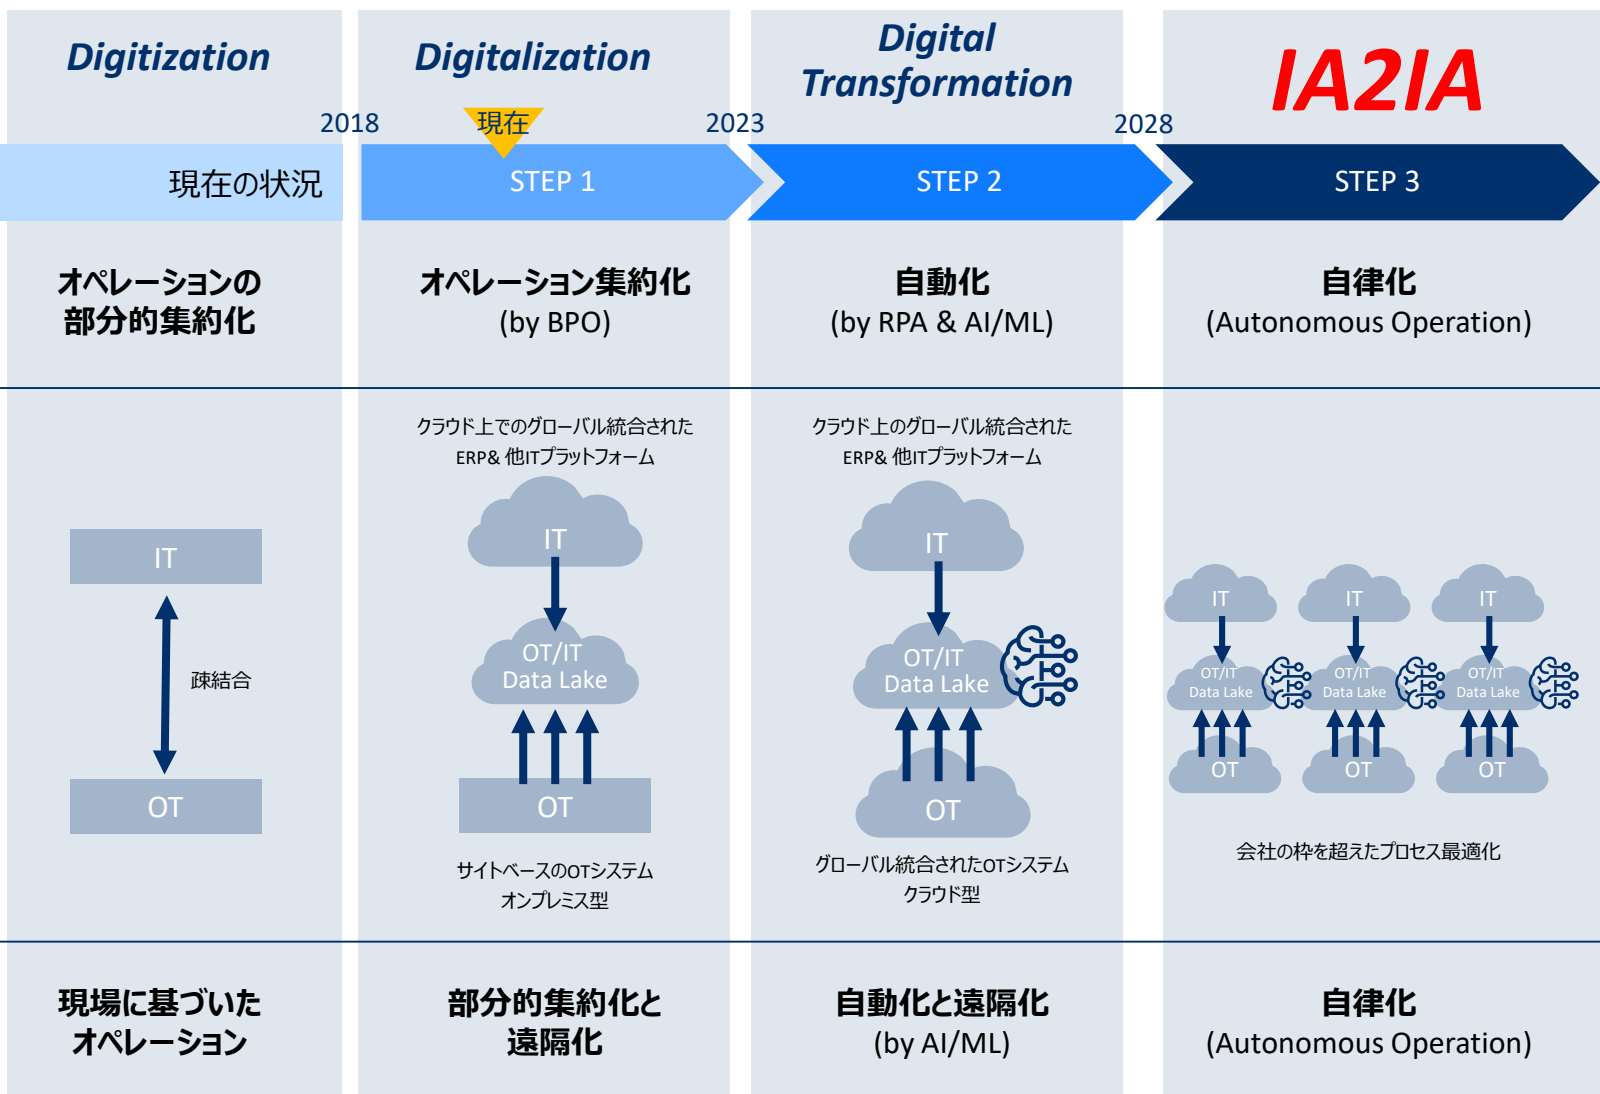 Digitization
Digitalization
Digital
Transformation
IA2IA
2018
現在
2023
2028
現在の状況
STEP 1
STEP 2
STEP 3
オペレーションの
部分的集約化
オペレーション集約化
(by BPO)
自動化
(by RPA & AI/ML)
自律化
(Autonomous Operation)
IT
疎結合
OT
クラウド上でのグローバル統合された
ERP& 他ITプラットフォーム
IT
OT/IT
Data Lake
OT
サイトベースのOTシステム
オンプレミス型
クラウド上のグローバル統合された
ERP& 他ITプラットフォーム
IT
OT/IT
Data Lake
OT
グローバル統合されたOTシステム
クラウド型
IT
IT
IT
OT/IT
Data Lake
OT/IT
Data Lake
OT/IT
Data Lake
OT
OT
OT
会社の枠を超えたプロセス最適化
現場に基づいた
オペレーション
部分的集約化と
遠隔化
自動化と遠隔化
(by AI/ML)
自律化
(Autonomous Operation)